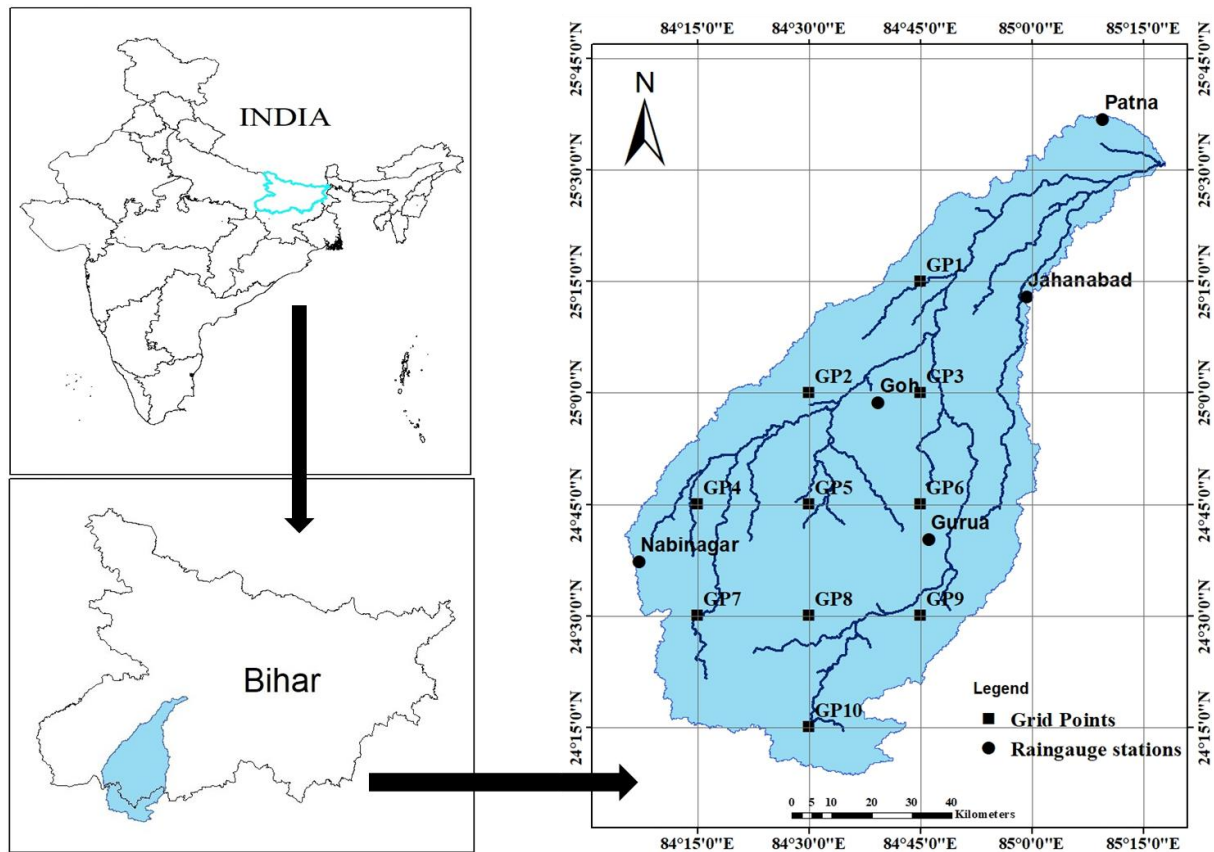 INDIA
Bihar
84°15'0"E 84°30'0"E 84°45'0"E 85°0'0"E 85°15'0"E
25°45'0"N 25°45'0"N
N
Patna
25°30'0"N 25°30'0"N
GP1
25°15'0"N 25°15'0"N
Jahanabad
GP2 GP3
Goh
25°0'0"N 25°0'0"N
GP4 GP5 GP6
24°45'0"N 24°45'0"N
Gurua
Nabinagar
GP7 GP8 GP9
24°30'0"N 24°30'0"N
Legend
GP10 Grid Points
24°15'0"N 24°15'0"N
Raingauge stations
0 5 10 20 30 40
Kilometers
84°15'0"E 84°30'0"E 84°45'0"E 85°0'0"E 85°15'0"E